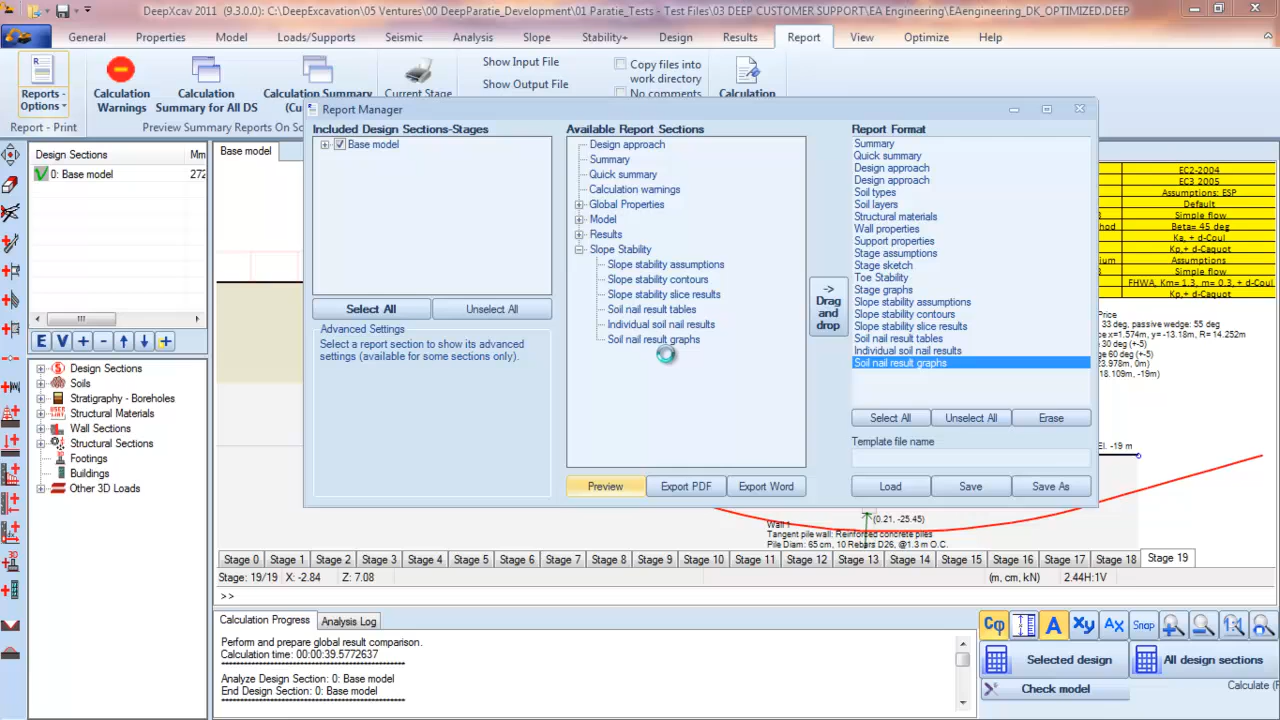 DeepXcav 2011 (9.3.0.0): C:\DeepExcavation\05 Ventures\00 Deeparatie_Development\01 Paratie_Tests - Test Files\03 DEEP CUSTOMER SUPPORT\EA Engineering\EAengineering_DK_OPTIMIZED.DEEP
General
Properties
Model
Loads/Supports
Seismic
Analysis
Slope
Stability+
Design
Results
Report
View
Optimize
Help
Reports -
Options
Calculation
Warnings
Calculation
Summary for All DS
Calculation Summary
(Cu
Current Stage
Show Input File
Show Output File
Copy files into
work directory
No comments
Calculation
Report - Print
Preview Summary Reports On So
Report Manager
Design Sections
0: Base model
272
Base model
Included Design Sections-Stages
Base model
Select All
Unselect All
Advanced Settings
Select a report section to show its advanced
settings (available for some sections only).
Available Report Sections
Design approach
Summary
Quick summary
Calculation warnings
Global Properties
Model
Results
Slope Stability
Slope stability assumptions
Slope stability contours
Slope stability slice results
Soil nail result tables
Individual soil nail results
Soil nail result graphs
->
Drag
and
drop
Report Format
Summary
Quick summary
Design approach
Design approach
Soil types
Soil layers
Structural materials
Wall properties
Support properties
Stage assumptions
Stage sketch
Toe Stability
Stage graphs
Slope stability assumptions
Slope stability contours
Slope stability slice results
Soil nail result tables
Individual soil nail results
Soil nail result graphs
Select All
Unselect All
Erase
Template file name
Preview
Export PDF
Export Word
Load
Save
Save As
EC2-2004
EC3 2005
Assumptions: ESP
Default
Simple flow
Beta= 45 deg
Ka, + d-Coul
Kp,+ d-Caquot
Assumptions
Simple flow
FHWA, Km= 1.3, m= 0.3, + d-Coul
Kp,+ d-Caquot
Price
33 deg, passive wedge: 55 deg
x=1.574m, y=-13.18m, R= 14.252m
60 deg (+-5)
El. -19 m
E
V
+
-
+
Design Sections
Soils
Stratigraphy - Boreholes
Structural Materials
Wall Sections
Structural Sections
Footings
Buildings
Other 3D Loads
(0.21, -25.45)
Wall 1
Tangent pile wall: Reinforced concrete piles
Pile Diam: 65 cm, 10 Rebars D26, @1.3 m O.C.
Stage 0
Stage 1
Stage 2
Stage 3
Stage 4
Stage 5
Stage 6
Stage 7
Stage 8
Stage 9
Stage 10
Stage 11
Stage 12
Stage 13
Stage 14
Stage 15
Stage 16
Stage 17
Stage 18
Stage 19
Stage: 19/19 X: -2.84 Z: 7.08
(m, cm, kN)
2.44H:1V
>>
Calculation Progress
Analysis Log
Perform and prepare global result comparison.
Calculation time: 00:00:39.5772637
Analyze Design Section: 0: Base model
End Design Section: 0: Base model
Cφ
A
Xy
Ax
Snap
Selected design
All design sections
Check model
Calculate (F